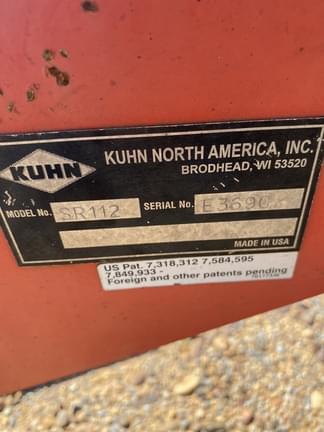 KUHN
KUHN NORTH AMERICA, INC.
BRODHEAD, WI 53520
MODEL No. SR112 SERIAL No. E3690
MADE IN USA
US Pat. 7,318,312 7,584,595
7,849,933 -
Foreign and other patents pending